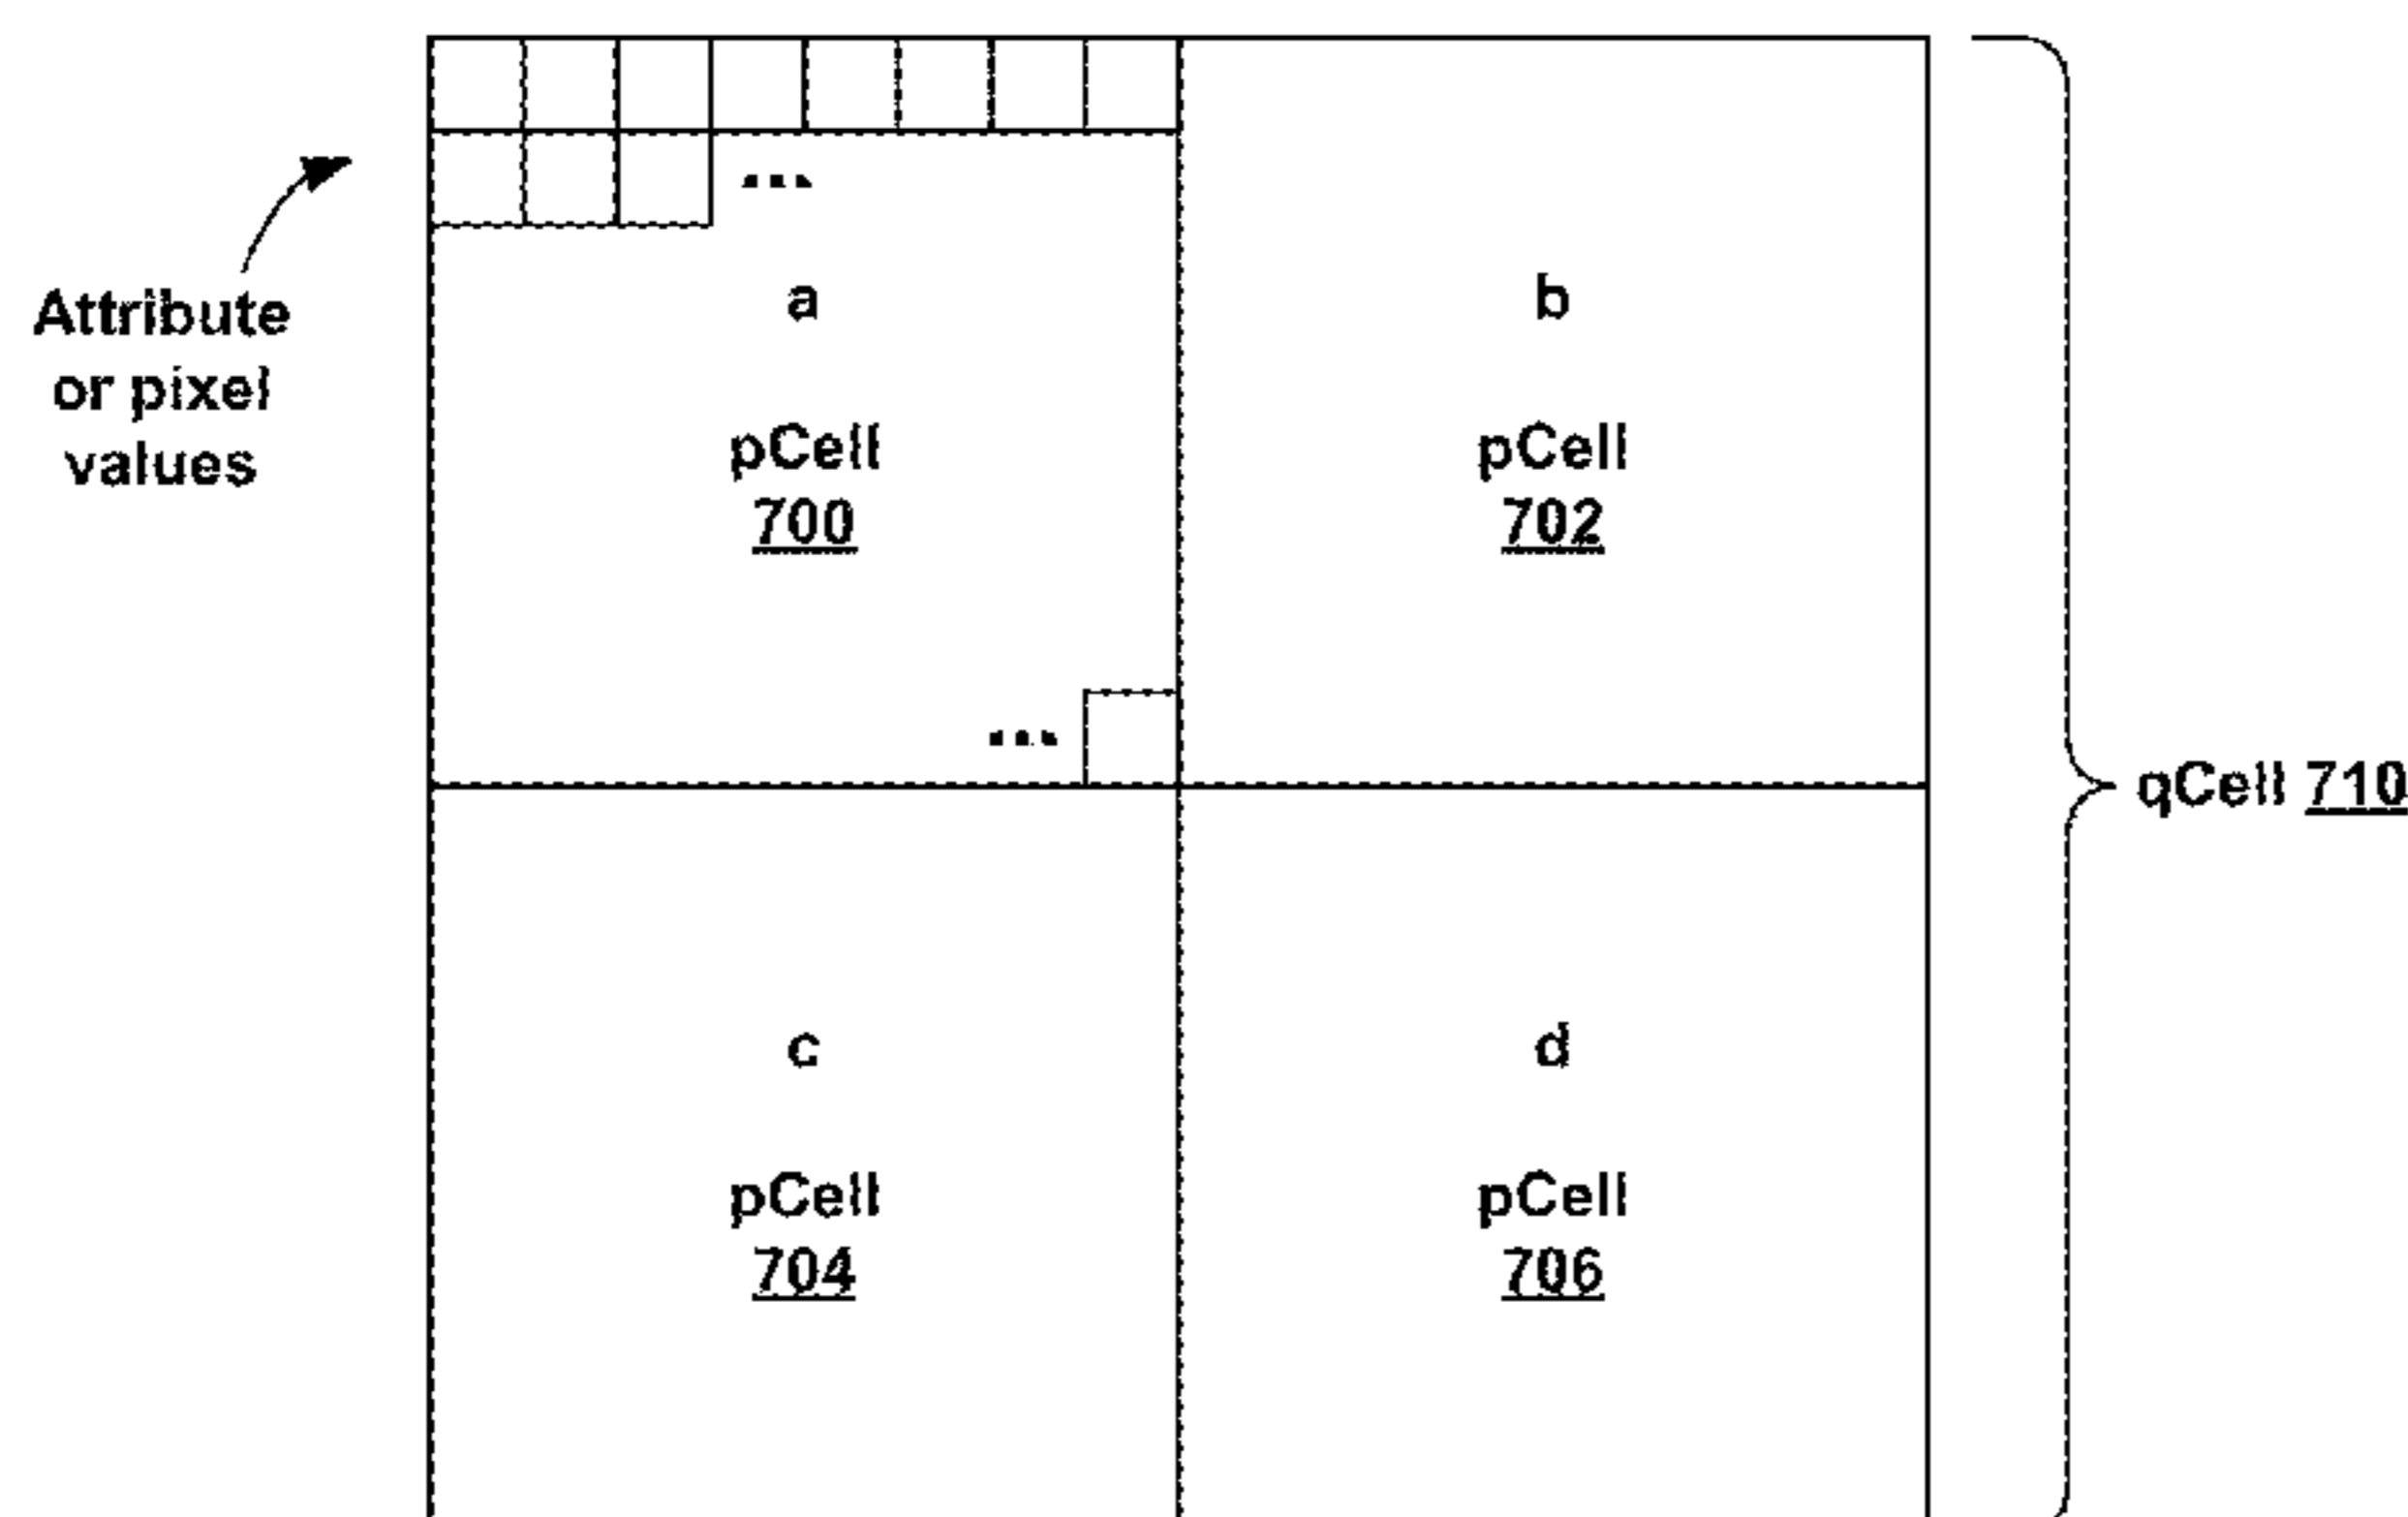 ...
a
b
Attribute
or pixel
values
pCell
700
pCell
702
...
qCell 710
c
d
pCell
704
pCell
706